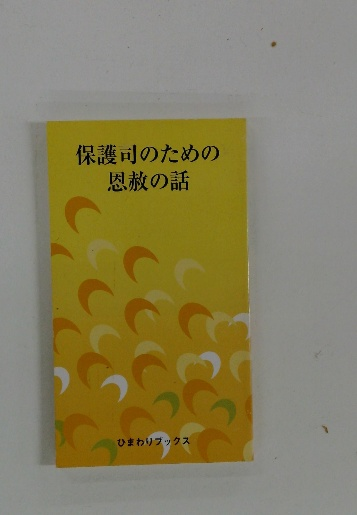 保護司のための
恩赦の話
ひまわりブックス